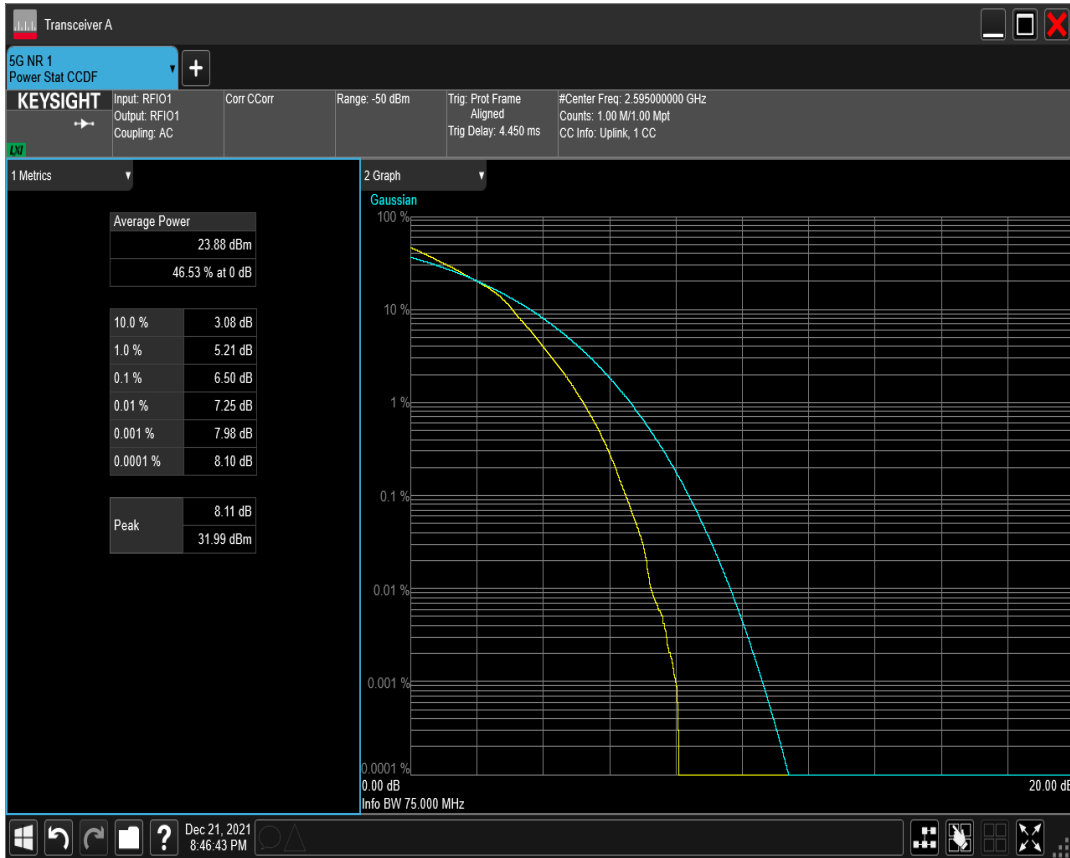 Transceiver A
5G NR 1
Power Stat CCDF
KEYSIGHT
LXI
Input: RFIO1
Output: RFIO1
Coupling: AC
Corr CCorr
Range: -50 dBm
Trig: Prot Frame
Aligned
Trig Delay: 4.450 ms
#Center Freq: 2.595000000 GHz
Counts: 1.00 M/1.00 Mpt
CC Info: Uplink, 1 CC
1 Metrics
Average Power
23.88 dBm
46.53 % at 0 dB
10.0 % 3.08 dB
1.0 % 5.21 dB
0.1 % 6.50 dB
0.01 % 7.25 dB
0.001 % 7.98 dB
0.0001 % 8.10 dB
Peak 8.11 dB
31.99 dBm
2 Graph
Gaussian
100 %
10 %
1 %
0.1 %
0.01 %
0.001 %
0.0001 %
0.00 dB 20.00 dB
Info BW 75.000 MHz
?
Dec 21, 2021
8:46:43 PM